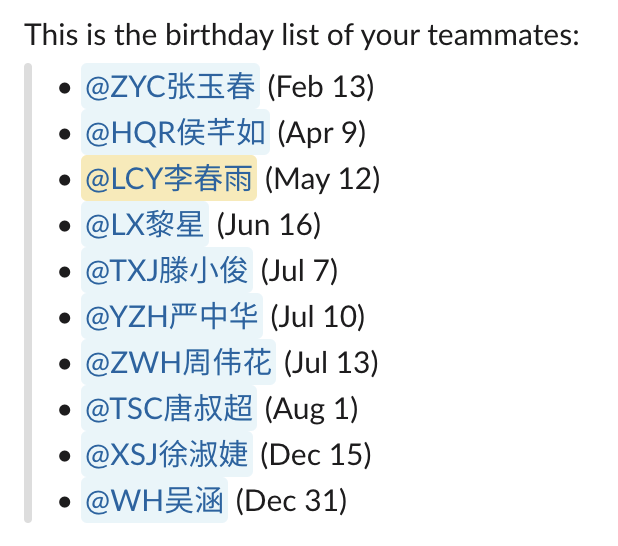 This is the birthday list of your teammates:
• @ZYC张玉春 (Feb 13)
• @HQR侯芊如 (Apr 9)
• @LCY李春雨 (May 12)
• @LX黎星 (Jun 16)
• @TXJ滕小俊 (Jul 7)
• @YZH严中华 (Jul 10)
• @ZWH周伟花 (Jul 13)
• @TSC唐叔超 (Aug 1)
• @XSJ徐淑婕 (Dec 15)
• @WH吴涵 (Dec 31)